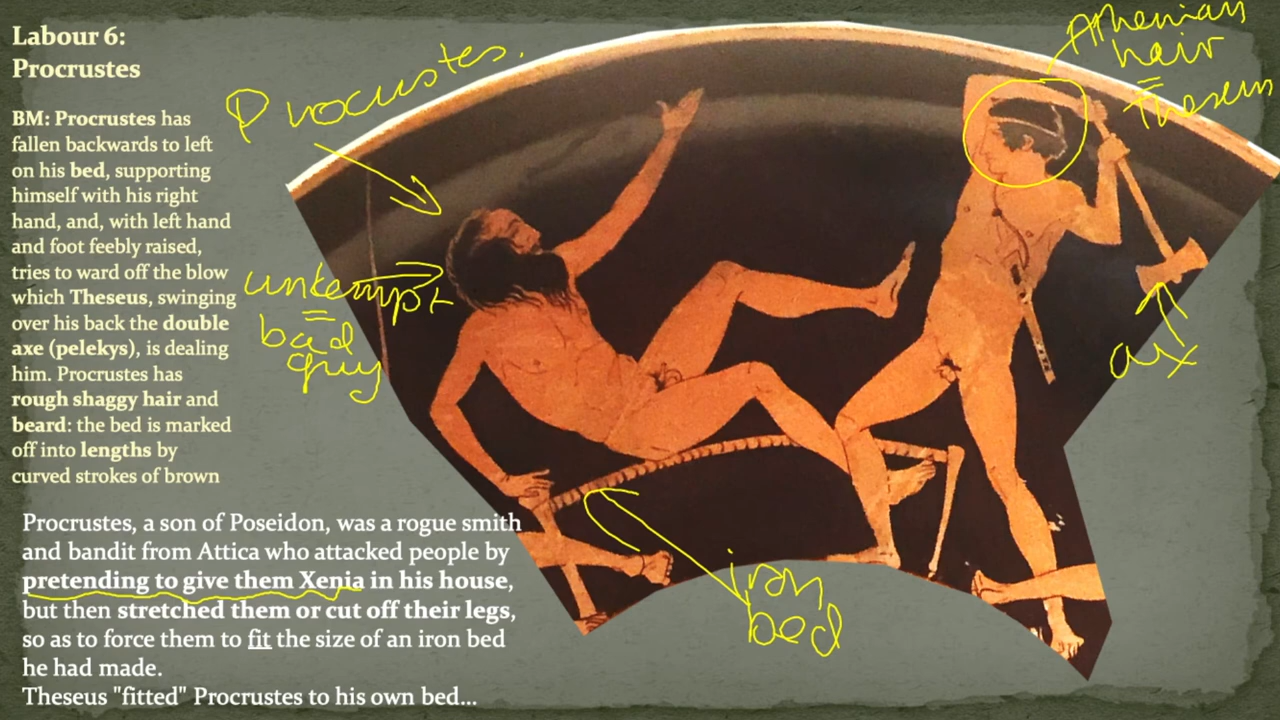 Labour 6:
Procrustes
BM: Procrustes has
fallen backwards to left
on his bed, supporting
himself with his right
hand, and, with left hand
and foot feebly raised,
tries to ward off the blow
which Theseus, swinging
over his back the double
axe (pelekys), is dealing
him. Procrustes has
rough shaggy hair and
beard: the bed is marked
off into lengths by
curved strokes of brown
Procrustes, a son of Poseidon, was a rogue smith
and bandit from Attica who attacked people by
pretending to give them Xenia in his house,
but then stretched them or cut off their legs,
so as to force them to fit the size of an iron bed
he had made.
Theseus "fitted" Procrustes to his own bed...
Procustes.
unkempt
=
bad
guy
Athenian
hair
=
Theseus
axe
iron
bed